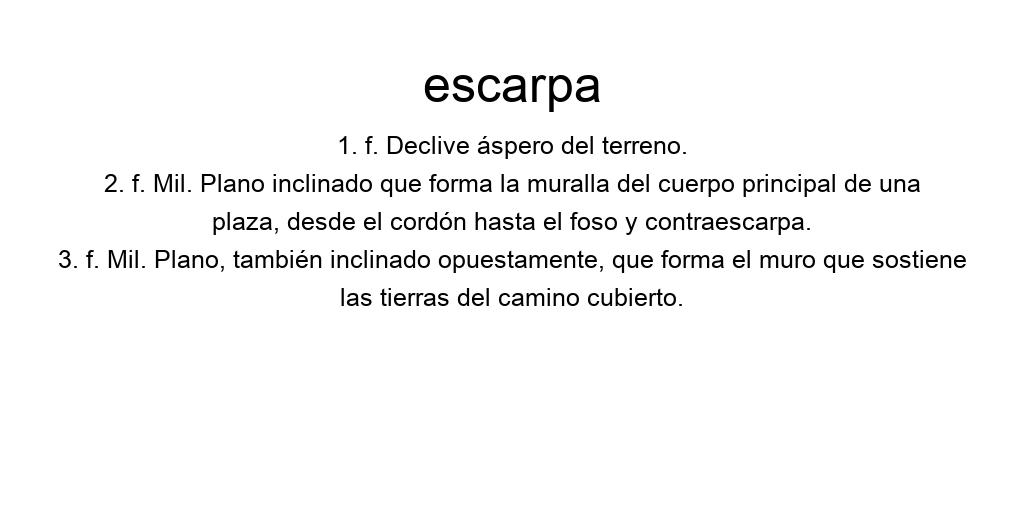 escarpa
1. f. Declive áspero del terreno.
2. f. Mil. Plano inclinado que forma la muralla del cuerpo principal de una
plaza, desde el cordón hasta el foso y contraescarpa.
3. f. Mil. Plano, también inclinado opuestamente, que forma el muro que sostiene
las tierras del camino cubierto.